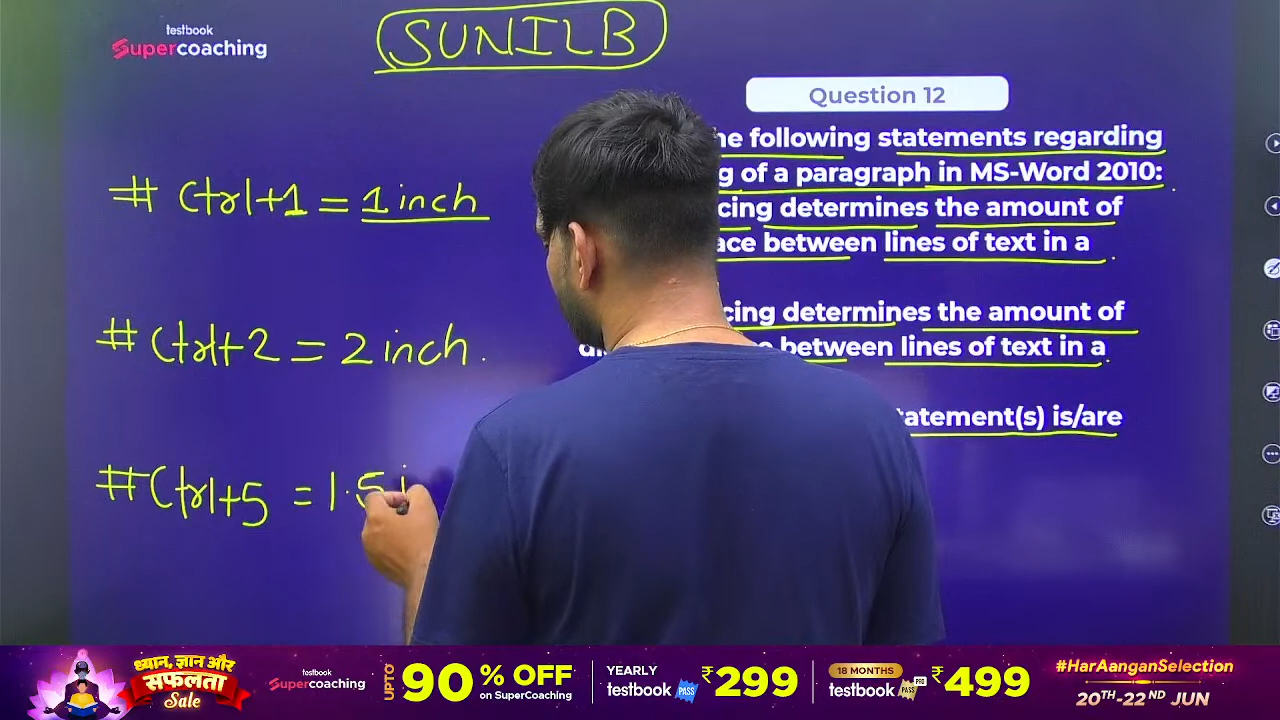 testbook
Supercoaching
SUNILB
Question 12
he following statements regarding
g of a paragraph in MS-Word 2010:
cing determines the amount of
ace between lines of text in a
cing determines the amount of
between lines of text in a
tatement(s) is/are
# Ctrl+1 = 1 inch
# Ctrl+2 = 2 inch.
# Ctrl+5 = 1.5 i
ध्यान, ज्ञान और
सफलता
Sale
testbook
Supercoaching
UPTO 90% OFF
on SuperCoaching
YEARLY
testbook PASS
₹299
18 MONTHS
testbook PASS PRO
₹499
#HarAanganSelection
20TH-22ND JUN